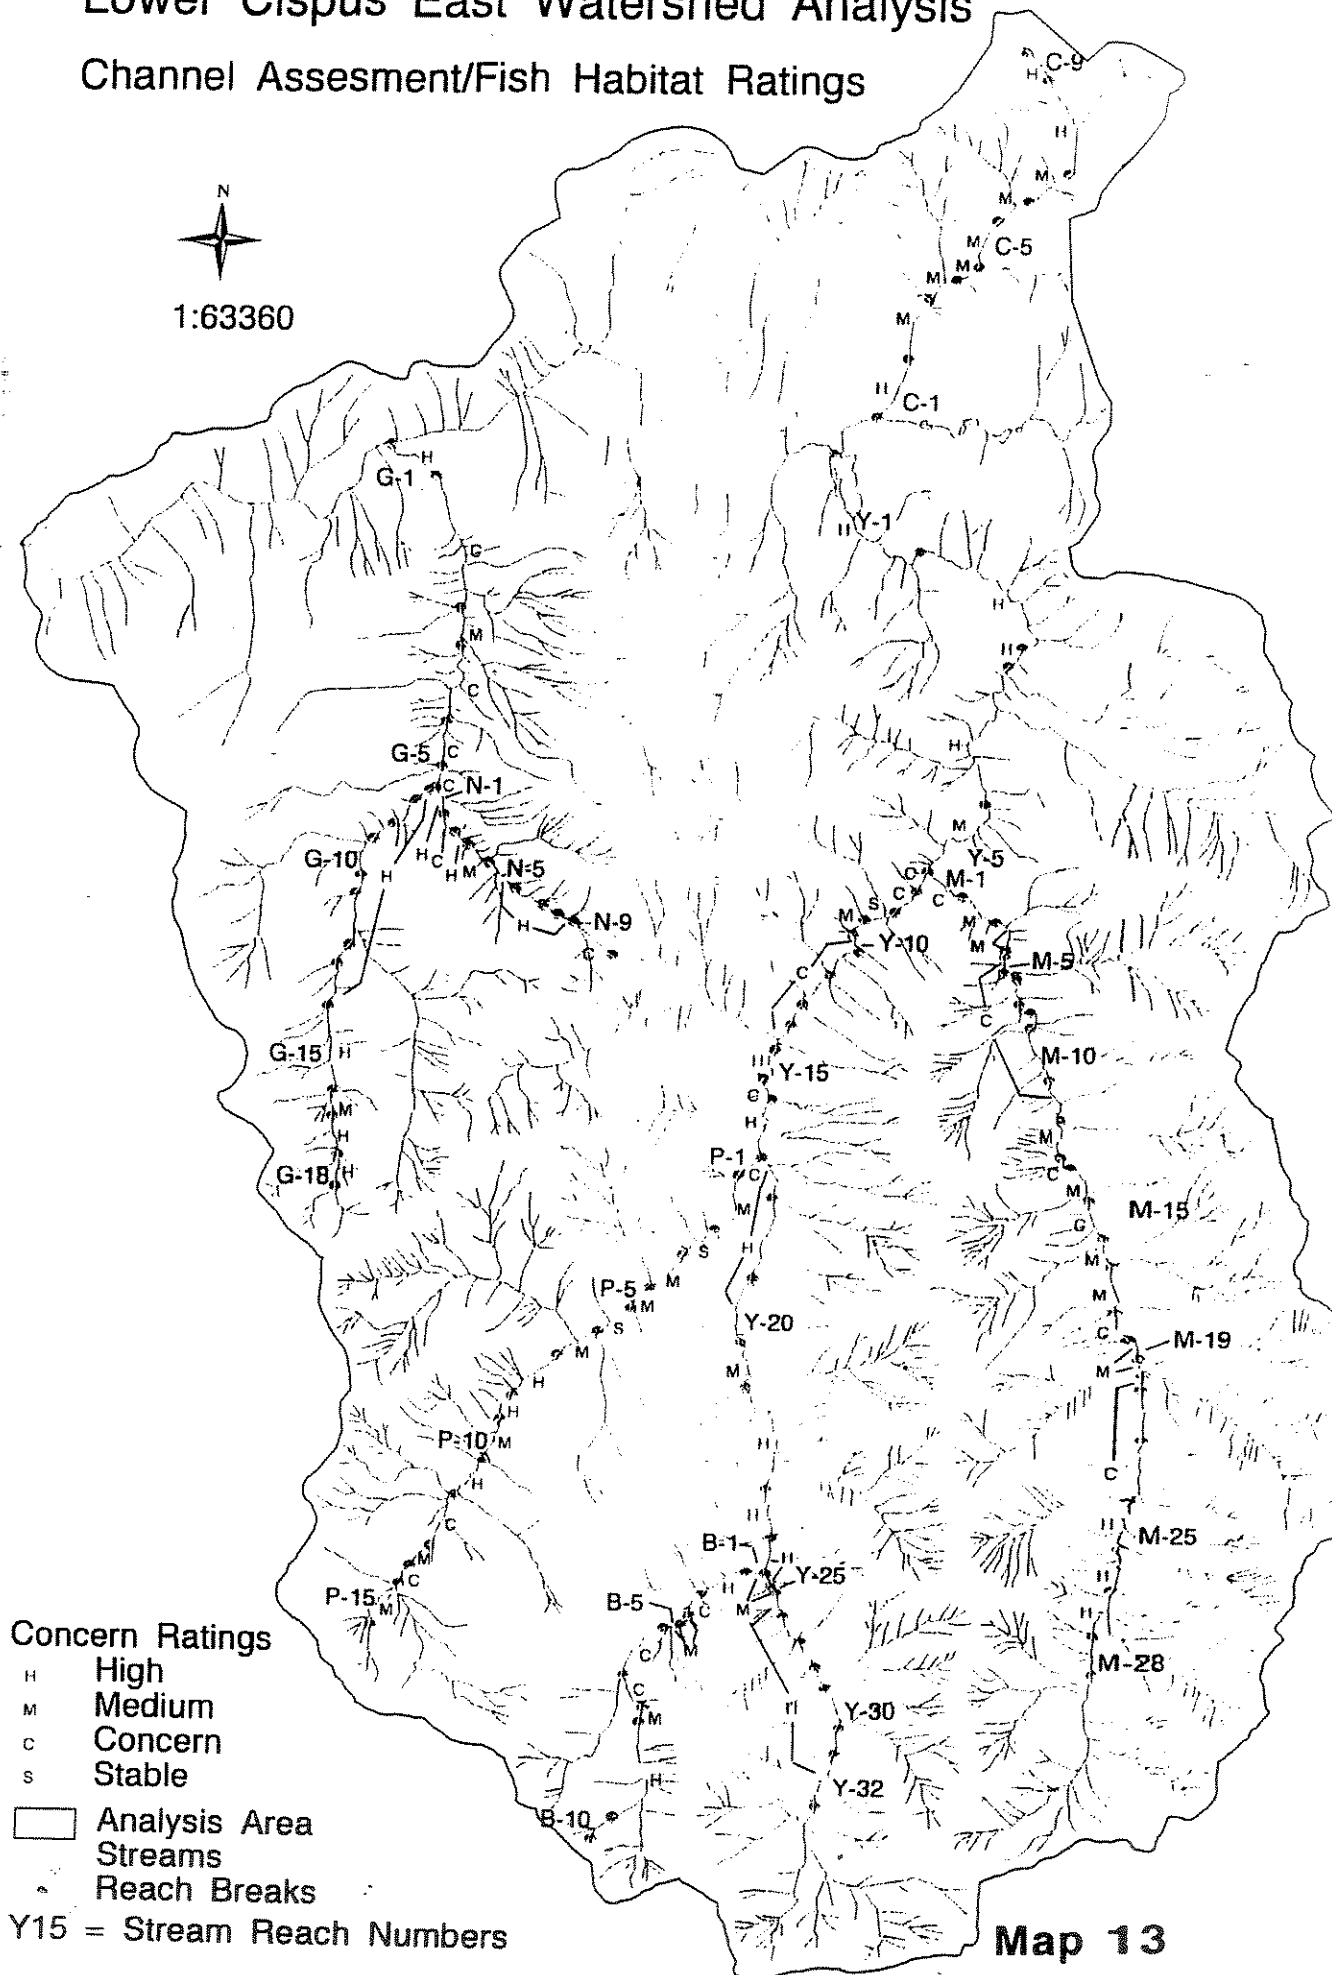 Lower Cispus East Watershed Analysis
Channel Assesment/Fish Habitat Ratings
N
1:63360
C-9
H
H
M
M
C-5
M
M
M
M
H
C-1
G-1
H
Y-1
H
C
H
M
H
C
G-5
C
H
C
N-1
M
Y-5
G-10
H
C
H
H
M
N-5
M-1
C
C
S
M
M
N-9
H
C
Y-10
M
M-5
C
C
G-15
H
M-10
Y-15
C
H
M
M
H
P-1
C
C
G-18
H
M
M
M-15
S
H
M
P-5
M
M
M
S
Y-20
C
M-19
M
M
M
H
H
P-10
M
H
H
C
C
H
H
M-25
B-1
M
H
Y-25
H
C
P-15
M
B-5
C
M
H
M
C
M-28
C
M
Y-30
H
H
Y-32
B-10
Concern Ratings
H High
M Medium
C Concern
S Stable
Analysis Area
Streams
Reach Breaks
Y15 = Stream Reach Numbers
Map 13